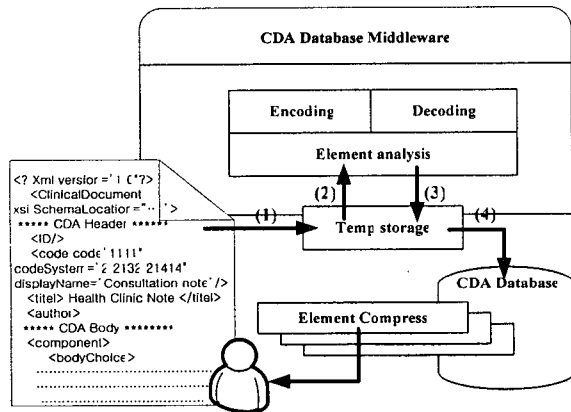 CDA Database Middleware
Encoding
Decoding
Element analysis
(2)
(3)
(1)
Temp storage
(4)
<? Xml version ='1 0"?>
<ClinicalDocument
xsi SchemaLocation ="··· '>
***** CDA Header ******
<ID/>
<code code'1111"
codeSystem ='2 2132 21414"
displayName='Consultation note'/>
<titel> Health Clinic Note </titel>
<author>
***** CDA Body ********
<component>
<bodyChoice>
CDA Database
Element Compress